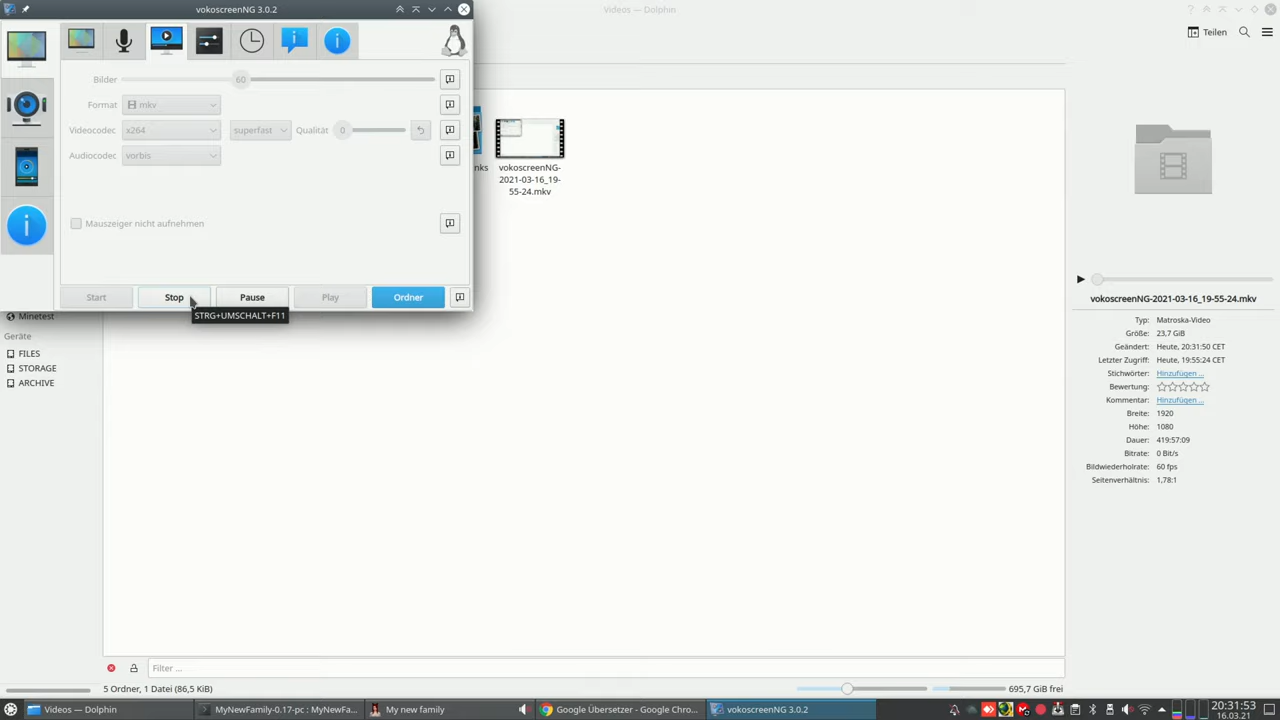 vokoscreenNG 3.0.2
Videos — Dolphin
Teilen
Bilder
60
Format
mkv
Videocodec
x264
superfast
Qualität
0
Audiocodec
vorbis
Mauszeiger nicht aufnehmen
Start
Stop
Pause
Play
Ordner
STRG+UMSCHALT+F11
nks
vokoscreenNG-
2021-03-16_19-
55-24.mkv
Minetest
Geräte
FILES
STORAGE
ARCHIVE
vokoscreenNG-2021-03-16_19-55-24.mkv
Typ: Matroska-Video
Größe: 23,7 GiB
Geändert: Heute, 20:31:50 CET
Letzter Zugriff: Heute, 19:55:24 CET
Stichwörter: Hinzufügen ...
Bewertung:
Kommentar: Hinzufügen ...
Breite: 1920
Höhe: 1080
Dauer: 419:57:09
Bitrate: 0 Bit/s
Bildwiederholrate: 60 fps
Seitenverhältnis: 1,78:1
Filter ...
5 Ordner, 1 Datei (86,5 KiB)
695,7 GiB frei
Videos — Dolphin
MyNewFamily-0.17-pc : MyNewFa...
My new family
Google Übersetzer - Google Chro...
vokoscreenNG 3.0.2
20:31:53
16.03.21